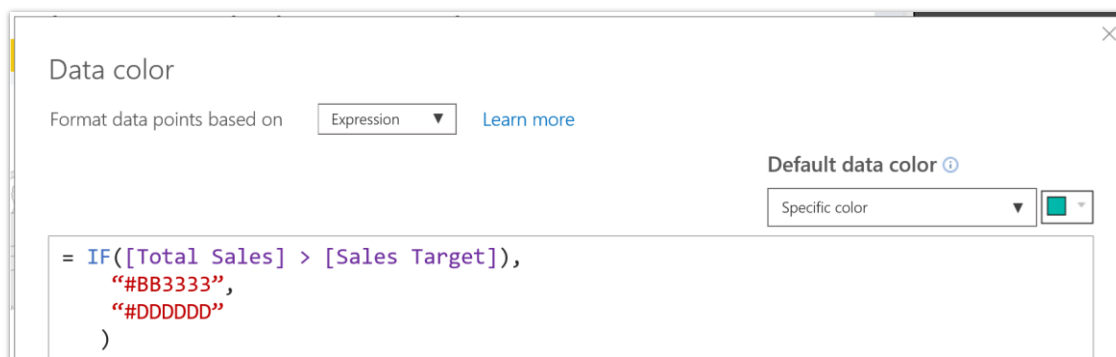 Data color
Format data points based on Expression ▼ Learn more
Default data color ⓘ
Specific color ▼
= IF([Total Sales] > [Sales Target]),
“#BB3333”,
“#DDDDDD”
)